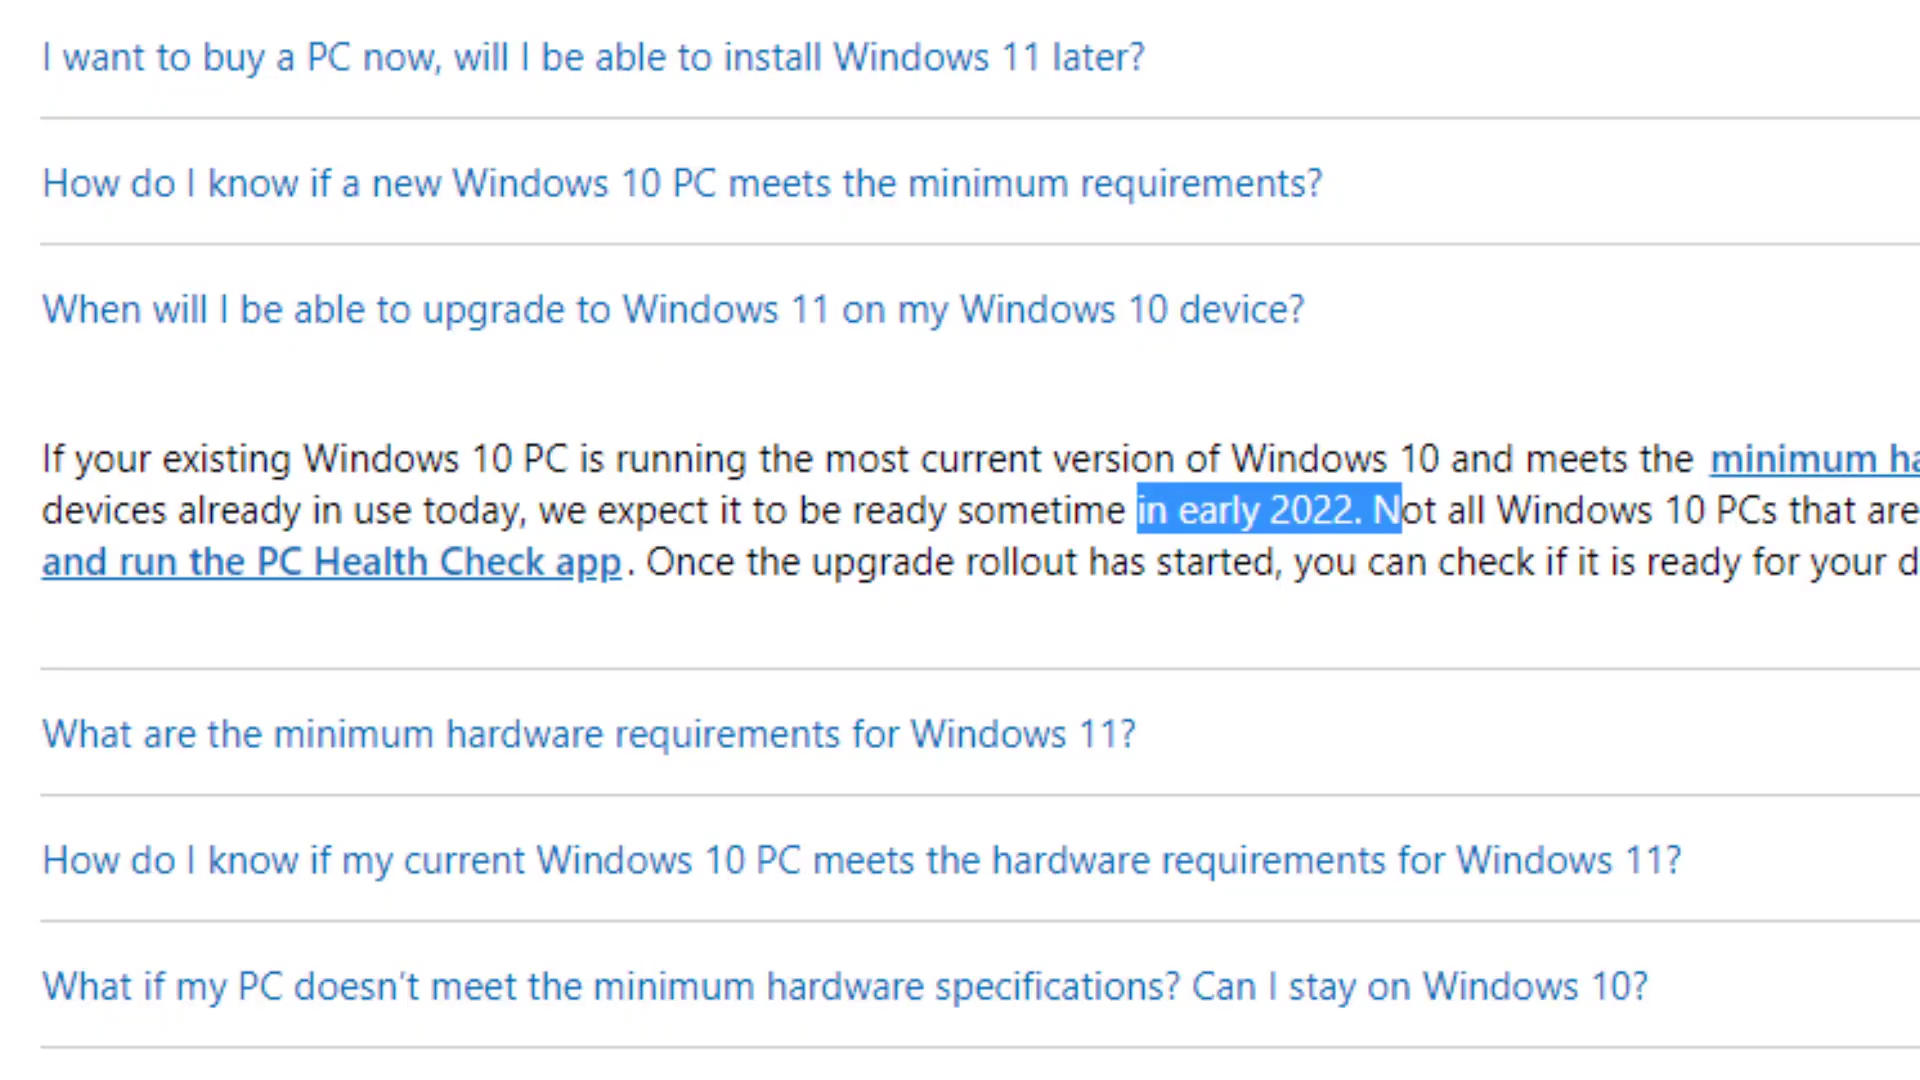 I want to buy a PC now, will I be able to install Windows 11 later?
How do I know if a new Windows 10 PC meets the minimum requirements?
When will I be able to upgrade to Windows 11 on my Windows 10 device?
If your existing Windows 10 PC is running the most current version of Windows 10 and meets the minimum ha
devices already in use today, we expect it to be ready sometime in early 2022. Not all Windows 10 PCs that are
and run the PC Health Check app. Once the upgrade rollout has started, you can check if it is ready for your d
What are the minimum hardware requirements for Windows 11?
How do I know if my current Windows 10 PC meets the hardware requirements for Windows 11?
What if my PC doesn't meet the minimum hardware specifications? Can I stay on Windows 10?